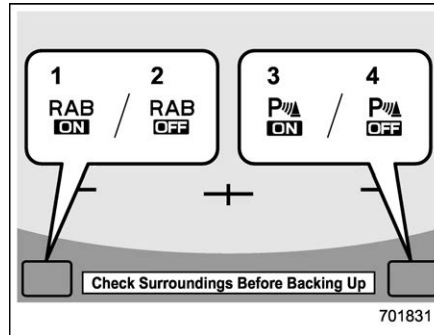 1 2
RAB ON / RAB OFF
3 4
P ON / P OFF
Check Surroundings Before Backing Up
701831